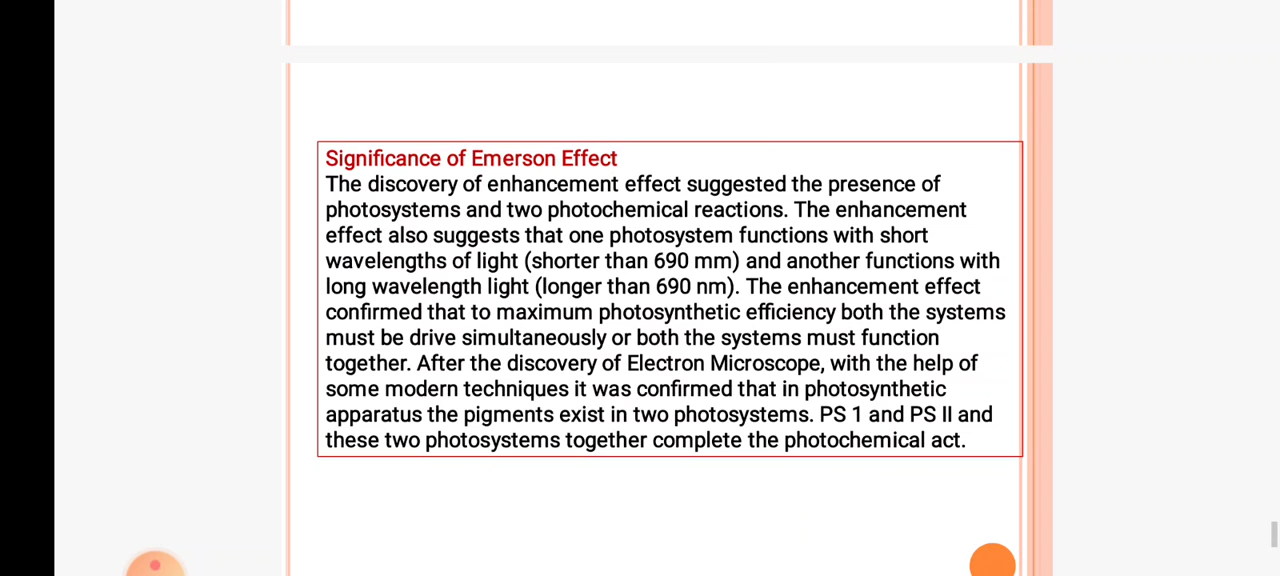 Significance of Emerson Effect
The discovery of enhancement effect suggested the presence of
photosystems and two photochemical reactions. The enhancement
effect also suggests that one photosystem functions with short
wavelengths of light (shorter than 690 mm) and another functions with
long wavelength light (longer than 690 nm). The enhancement effect
confirmed that to maximum photosynthetic efficiency both the systems
must be drive simultaneously or both the systems must function
together. After the discovery of Electron Microscope, with the help of
some modern techniques it was confirmed that in photosynthetic
apparatus the pigments exist in two photosystems. PS 1 and PS II and
these two photosystems together complete the photochemical act.